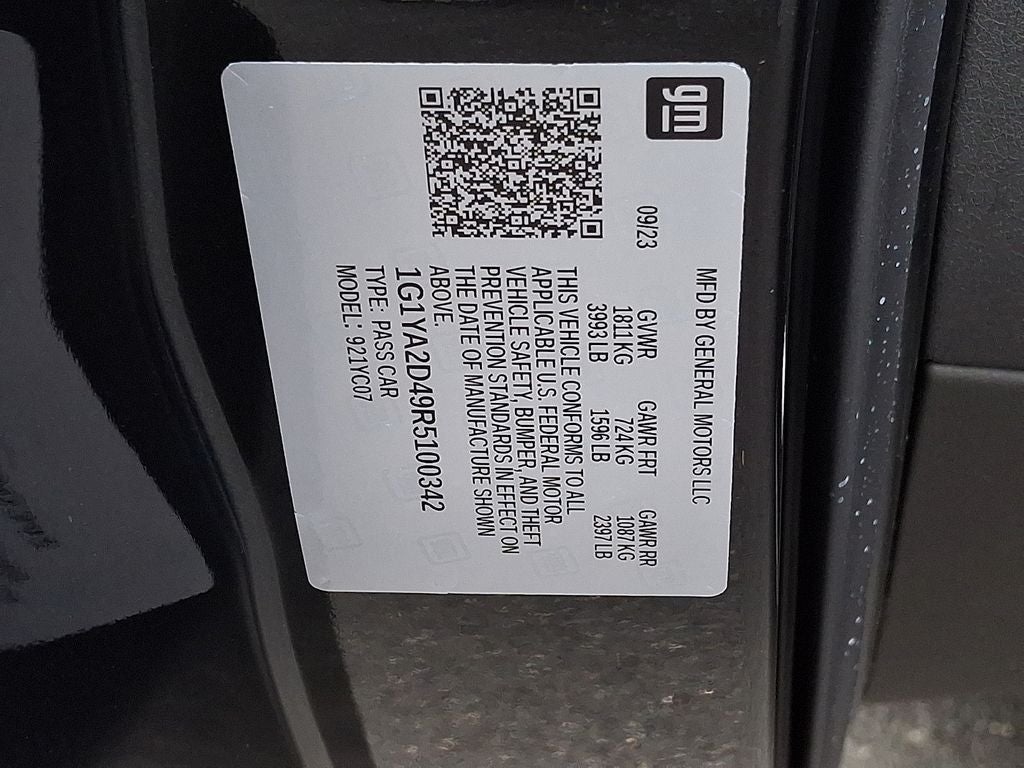 gm
MFD BY GENERAL MOTORS LLC
09/23 GVWR GAWR FRT GAWR RR
1811 KG 724 KG 1087 KG
3993 LB 1596 LB 2397 LB
THIS VEHICLE CONFORMS TO ALL
APPLICABLE U.S. FEDERAL MOTOR
VEHICLE SAFETY, BUMPER, AND THEFT
PREVENTION STANDARDS IN EFFECT ON
THE DATE OF MANUFACTURE SHOWN
ABOVE.
1G1YA2D49R5100342
TYPE: PASS CAR
MODEL: 921YC07